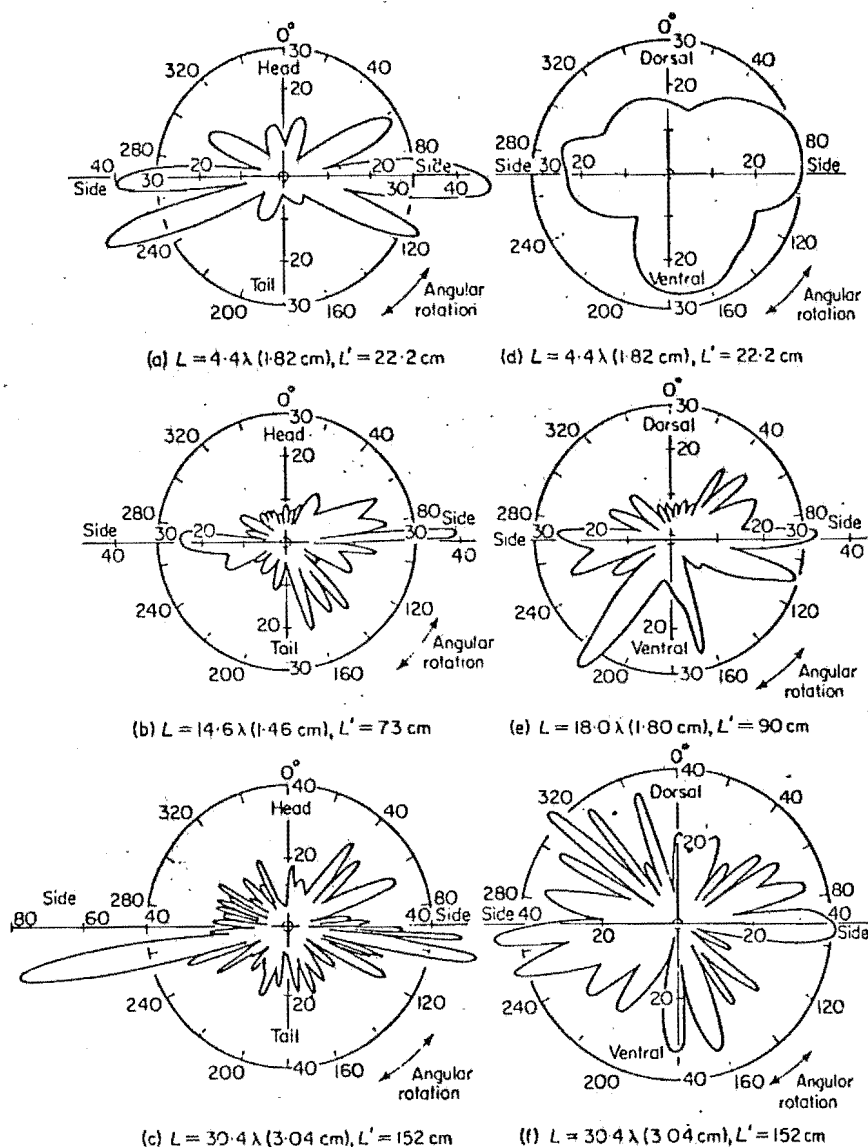 0°
30
Head
320
40
20
40
280
20
20
80
Side
Side
30
30
40
240
120
20
Tail
200
30
160
Angular
rotation
(a) L = 4·4λ (1·82 cm), L' = 22·2 cm
0°
30
Dorsal
320
40
20
280
80
Side
30
20
20
Side
240
120
20
Ventral
200
30
160
Angular
rotation
(d) L = 4·4λ (1·82 cm), L' = 22·2 cm
0°
30
Head
320
40
20
280
80
Side
30
20
20
30
Side
40
40
240
120
20
Tail
200
30
160
Angular
rotation
(b) L = 14·6λ (1·46 cm), L' = 73 cm
0°
30
Dorsal
320
40
20
280
80
30
20
20
30
Side
Side
40
240
120
20
Ventral
200
30
160
Angular
rotation
(e) L = 18·0λ (1·80 cm), L' = 90 cm
0°
40
Head
320
40
20
Side
280
80
80
60
40
40
Side
240
120
20
Tail
200
40
160
Angular
rotation
(c) L = 30·4λ (3·04 cm), L' = 152 cm
0°
40
Dorsal
320
40
20
280
80
Side
40
40
20
20
Side
240
120
20
Ventral
200
40
160
Angular
rotation
(f) L = 30·4λ (3·04 cm), L' = 152 cm